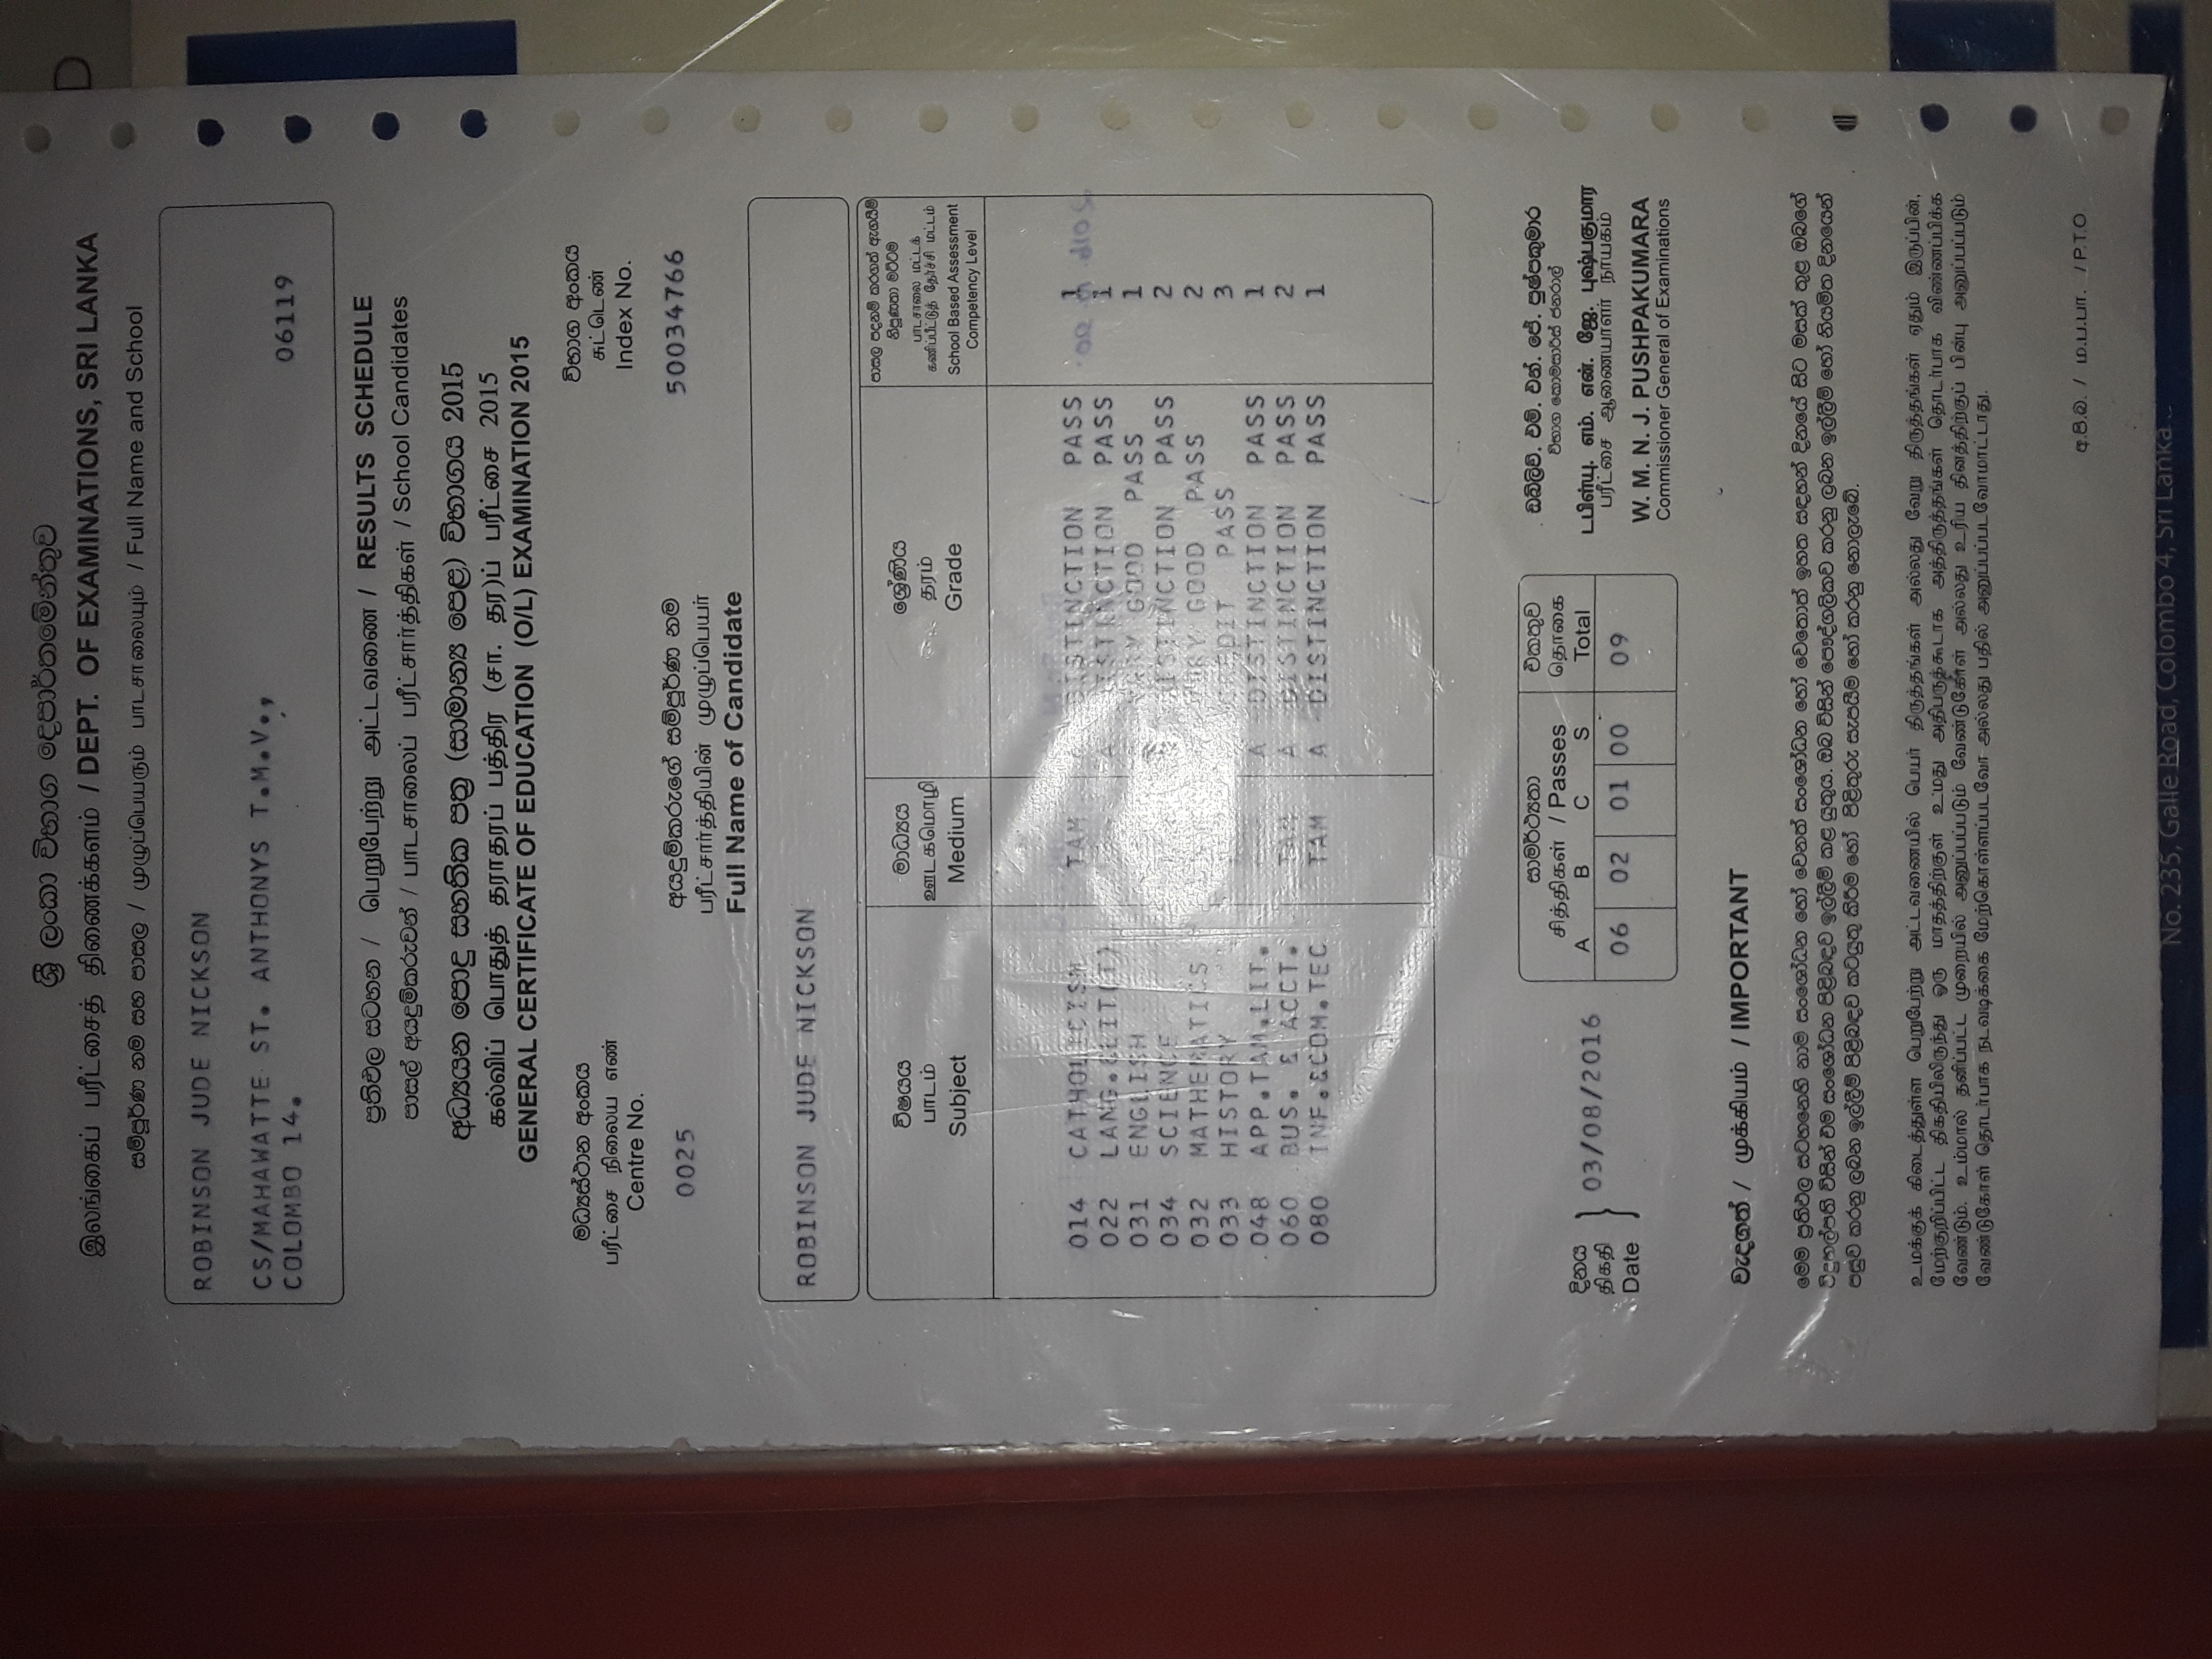 ශ්‍රී ලංකා විභාග දෙපාර්තමේන්තුව
இலங்கைப் பரீட்சைத் திணைக்களம் / DEPT. OF EXAMINATIONS, SRI LANKA
සම්පූර්ණ නම සහ පාසල / முழுப்பெயரும் பாடசாலையும் / Full Name and School
ROBINSON JUDE NICKSON
CS/MAHAWATTE ST. ANTHONYS T.M.V.,
COLOMBO 14. 06119
ප්‍රතිඵල සටහන / பெறுபேற்று அட்டவணை / RESULTS SCHEDULE
පාසල් අයදුම්කරුවන් / பாடசாலைப் பரீட்சார்த்திகள் / School Candidates
අධ්‍යයන පොදු සහතික පත්‍ර (සාමාන්‍ය පෙළ) විභාගය 2015
கல்விப் பொதுத் தராதரப் பத்திர (சா. தர)ப் பரீட்சை 2015
GENERAL CERTIFICATE OF EDUCATION (O/L) EXAMINATION 2015
මධ්‍යස්ථාන අංකය
பரீட்சை நிலைய எண்
Centre No.
0025
විභාග අංකය
சுட்டெண்
Index No.
50034766
අයදුම්කරුගේ සම්පූර්ණ නම
பரீட்சார்த்தியின் முழுப்பெயர்
Full Name of Candidate
ROBINSON JUDE NICKSON
විෂයය
பாடம்
Subject
මාධ්‍යය
ஊடகமொழி
Medium
ශ්‍රේණිය
தரம்
Grade
පාසල පදනම් කරගත් ඇගයීම්
නිපුණතා මට්ටම
பாடசாலை மட்டக்
கணிப்பீட்டுத் தேர்ச்சி மட்டம்
School Based Assessment
Competency Level
014 CATHOLICISM TAM DISTINCTION PASS 1
022 LANG.&LIT(T) A DISTINCTION PASS 1
031 ENGLISH VERY GOOD PASS 1
034 SCIENCE DISTINCTION PASS 2
032 MATHEMATICS VERY GOOD PASS 2
033 HISTORY CREDIT PASS 3
048 APP.TAM.LIT. A DISTINCTION PASS 1
060 BUS. & ACCT. TAM A DISTINCTION PASS 2
080 INF.&COM.TEC TAM A DISTINCTION PASS 1
දිනය
திகதி
Date
03/08/2016
සාමර්ථ්‍යතා
சித்திகள் / Passes
A B C S
06 02 01 00
එකතුව
தொகை
Total
09
ඩබ්ලිව්. එම්. එන්. ජේ. පුෂ්පකුමාර
විභාග කොමසාරිස් ජනරාල්
டபிள்யு. எம். என். ஜே. புஷ்பகுமார
பரீட்சை ஆணையாளர் நாயகம்
W. M. N. J. PUSHPAKUMARA
Commissioner General of Examinations
වැදගත් / முக்கியம் / IMPORTANT
මෙම ප්‍රතිඵල සටහනෙහි නාම සංශෝධන හෝ වෙනත් සංශෝධන හෝ වෙතොත් ඉහත සඳහන් දිනයේ සිට මසක් තුළ ඔබගේ
විදුහල්පති විසින් එම සංශෝධන පිළිබඳව ඉල්ලීම් කළ යුතුය. ඔබ විසින් පෞද්ගලිකව කරනු ලබන ඉල්ලීම් හෝ නියමිත දිනයෙන්
පසුව කරනු ලබන ඉල්ලීම් පිළිබඳව කටයුතු කිරීම හෝ පිළිතුරු සැපයීම හෝ කරනු නොලැබේ.
உமக்குக் கிடைத்துள்ள பெறுபேற்று அட்டவணையில் பெயர் திருத்தங்கள் அல்லது வேறு திருத்தங்கள் ஏதும் இருப்பின்,
மேற்குறிப்பிட்ட திகதியிலிருந்து ஒரு மாதத்திற்குள் உமது அதிபருக்கூடாக அத்திருத்தங்கள் தொடர்பாக விண்ணப்பிக்க
வேண்டும். உம்மால் தனிப்பட்ட முறையில் அனுப்பப்படும் வேண்டுகோள் அல்லது உரிய தினத்திற்குப் பின்பு அனுப்பப்படும்
வேண்டுகோள் தொடர்பாக நடவடிக்கை மேற்கொள்ளப்படவோ அல்லது பதில் அனுப்பப்படவோமாட்டாது.
අ.පි.බ. / ம.ப.பா. / P.T.O
No. 235, Galle Road, Colombo 4, Sri Lanka